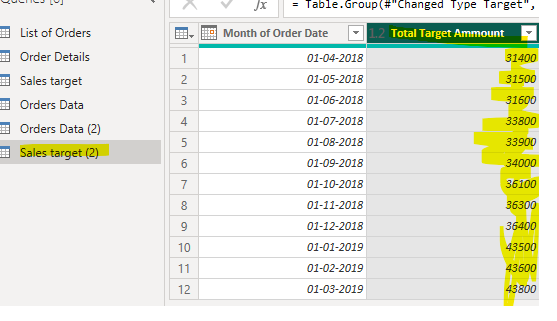 = Table.Group(#"Changed Type Target",
List of Orders
Order Details
Sales target
Orders Data
Orders Data (2)
Sales target (2)
Month of Order Date 1.2 Total Target Ammount
1 01-04-2018 31400
2 01-05-2018 31500
3 01-06-2018 31600
4 01-07-2018 33800
5 01-08-2018 33900
6 01-09-2018 34000
7 01-10-2018 36100
8 01-11-2018 36300
9 01-12-2018 36400
10 01-01-2019 43500
11 01-02-2019 43600
12 01-03-2019 43800